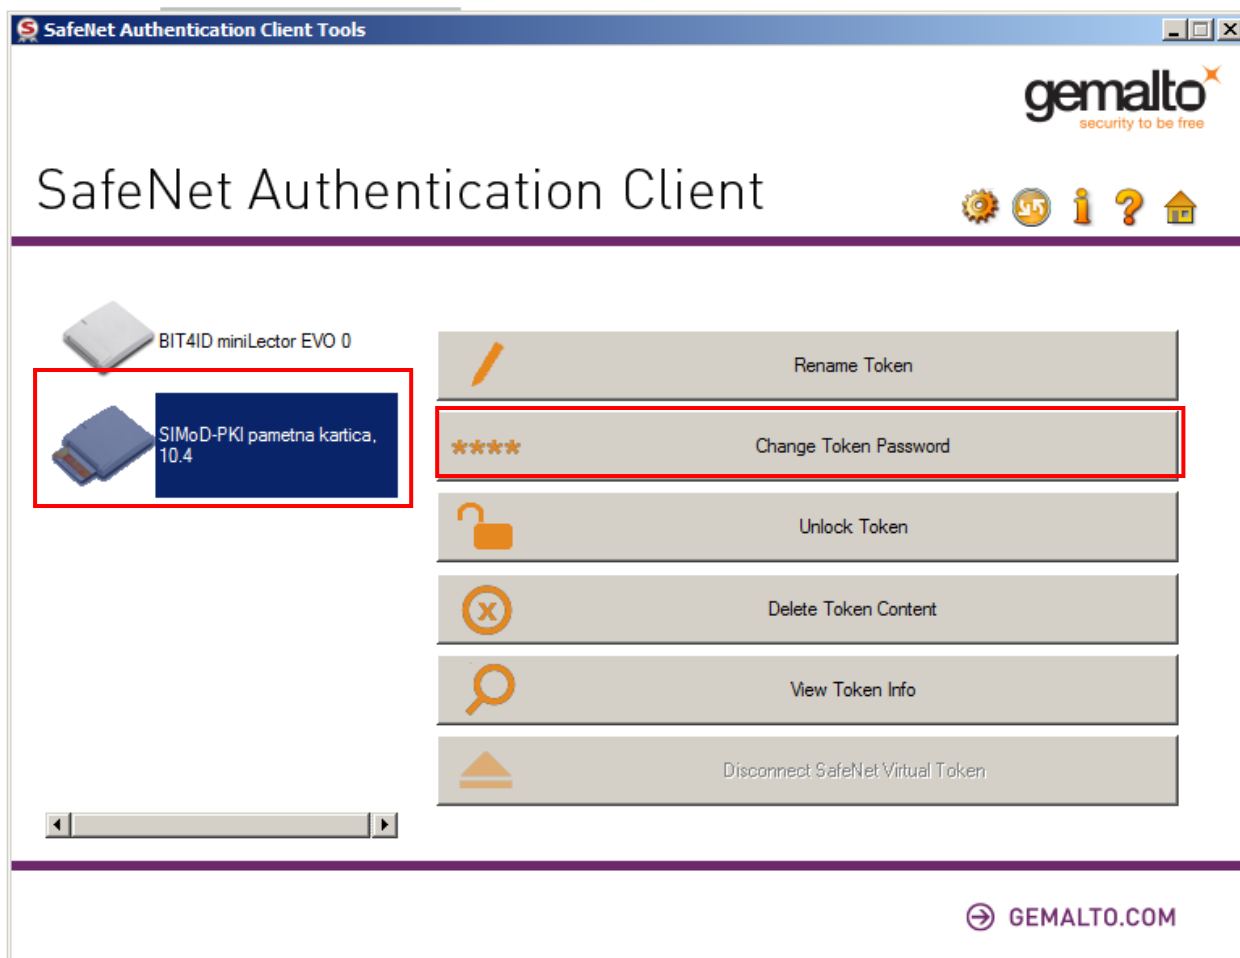 SafeNet Authentication Client Tools
gemalto
security to be free
SafeNet Authentication Client
BIT4ID miniLector EVO 0
SIMoD-PKI pametna kartica,
10.4
Rename Token
**** Change Token Password
Unlock Token
Delete Token Content
View Token Info
Disconnect SafeNet Virtual Token
GEMALTO.COM